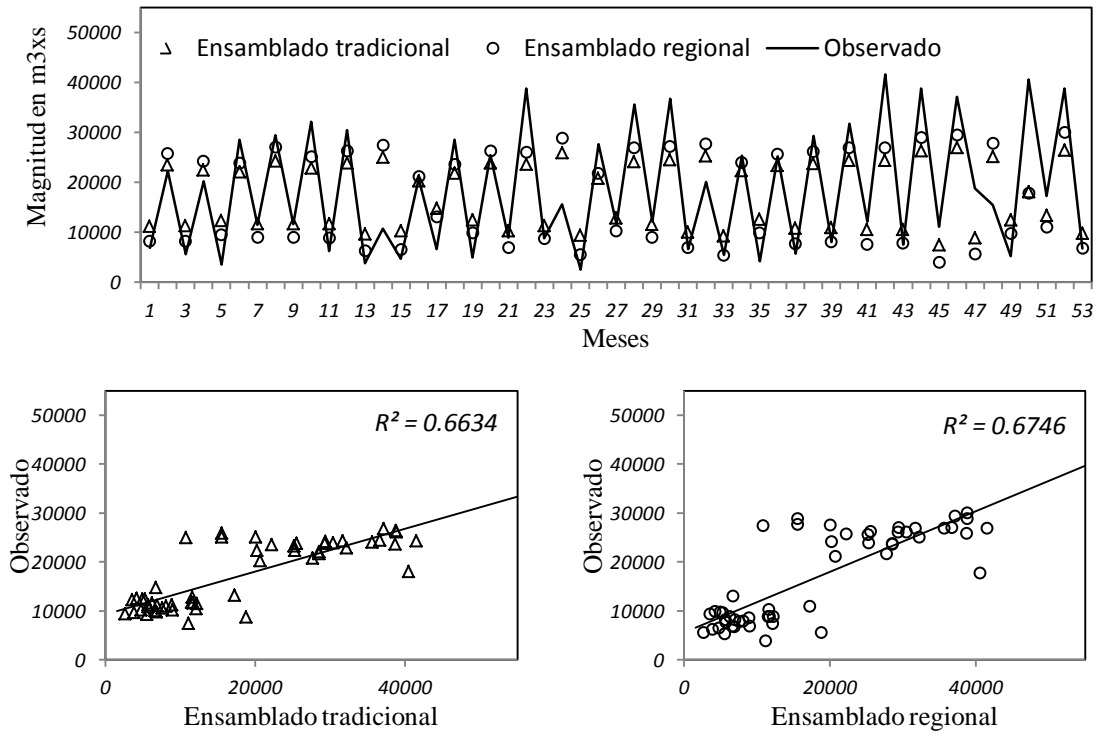 Magnitud en m3xs
50000
40000
30000
20000
10000
0
Ensamblado tradicional Ensamblado regional Observado
1 3 5 7 9 11 13 15 17 19 21 23 25 27 29 31 33 35 37 39 41 43 45 47 49 51 53
Meses
Observado
50000
40000
30000
20000
10000
0
R² = 0.6634
0 20000 40000
Ensamblado tradicional
Observado
50000
40000
30000
20000
10000
0
R² = 0.6746
0 20000 40000
Ensamblado regional